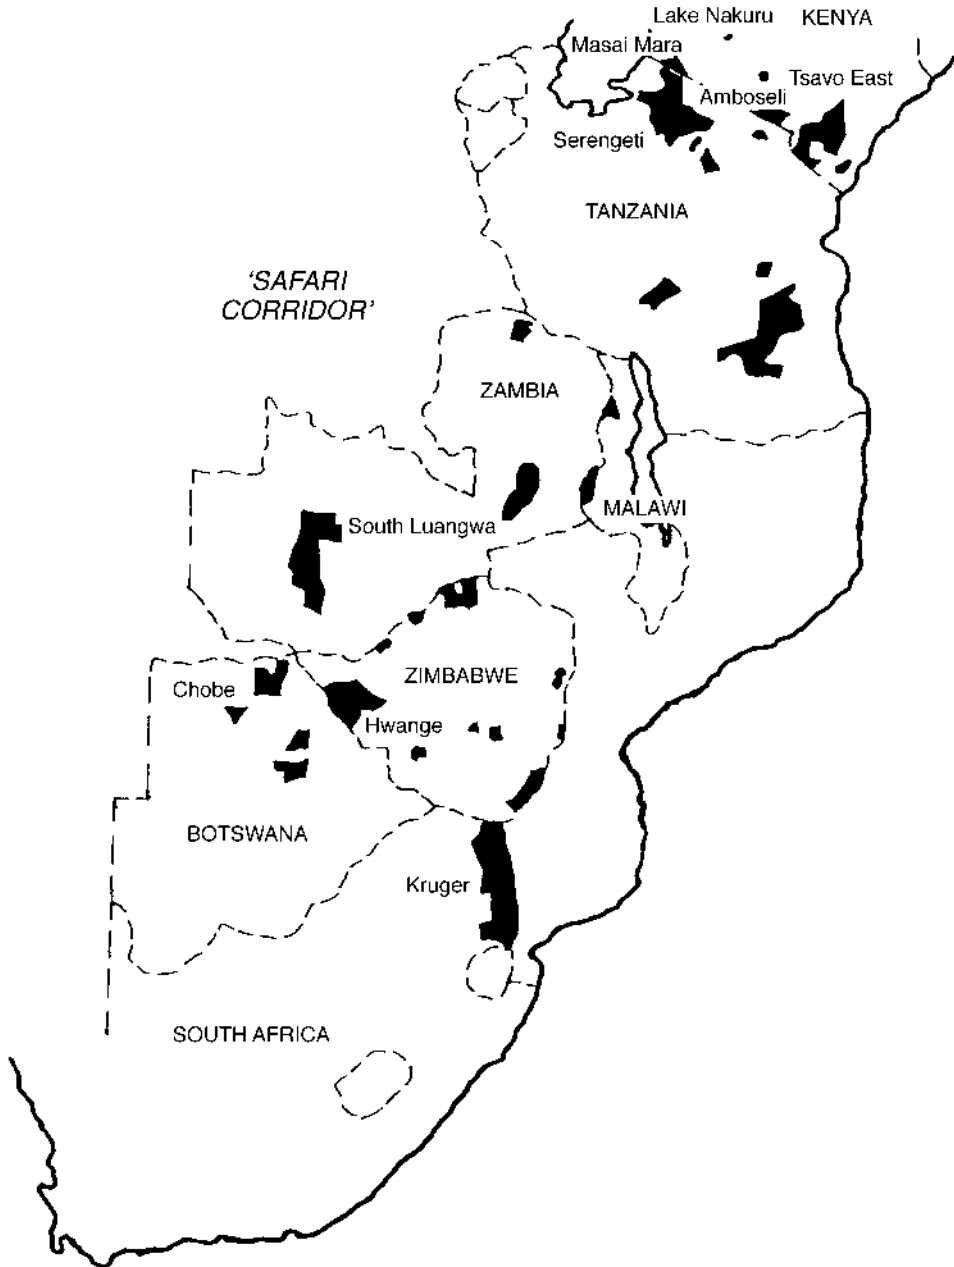 Lake Nakuru
KENYA
Masai Mara
Tsavo East
Amboseli
Serengeti
TANZANIA
'SAFARI
CORRIDOR'
ZAMBIA
MALAWI
South Luangwa
ZIMBABWE
Chobe
Hwange
BOTSWANA
Kruger
SOUTH AFRICA